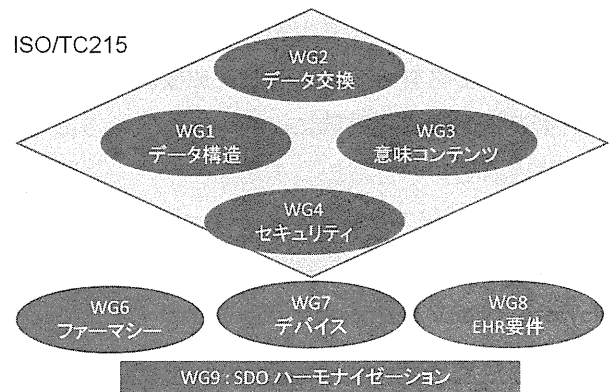 ISO/TC215
WG2
データ交換
WG1
データ構造
WG3
意味コンテンツ
WG4
セキュリティ
WG6
ファーマシー
WG7
デバイス
WG8
EHR要件
WG9 : SDO ハーモナイゼーション